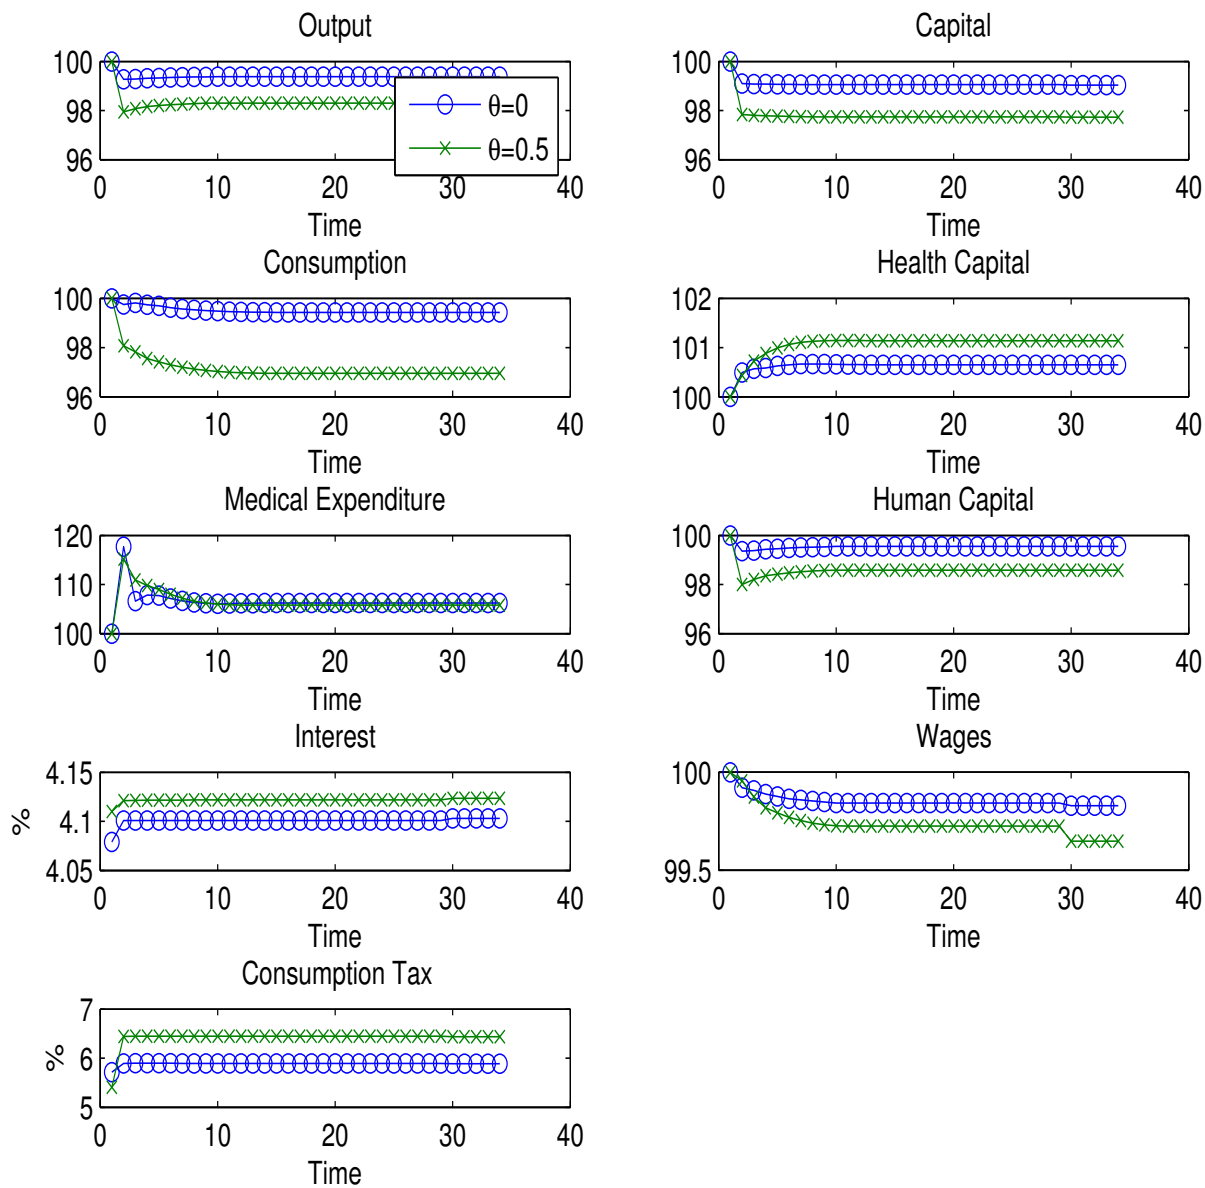 Output
100
98
96
0 10 20 30 40
Time
θ=0
θ=0.5
Capital
100
98
96
0 10 20 30 40
Time
Consumption
100
98
96
0 10 20 30 40
Time
Health Capital
102
101
100
0 10 20 30 40
Time
Medical Expenditure
120
110
100
0 10 20 30 40
Time
Human Capital
100
98
96
0 10 20 30 40
Time
Interest
%
4.15
4.1
4.05
0 10 20 30 40
Time
Wages
100
99.5
0 10 20 30 40
Time
Consumption Tax
%
7
6
5
0 10 20 30 40
Time